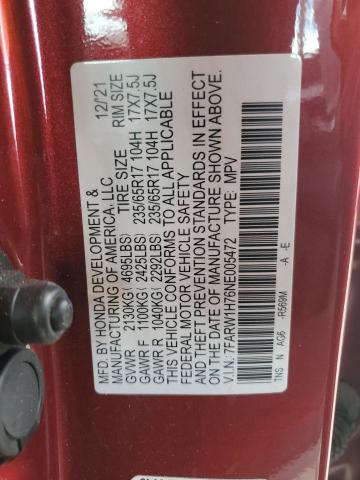 MFD. BY HONDA DEVELOPMENT & 12/21
MANUFACTURING OF AMERICA, LLC
TIRE SIZE RIM SIZE
GVWR 2130KG( 4695LBS)
GAWR F 1100KG( 2425LBS) 235/65R17 104H 17X7.5J
GAWR R 1040KG( 2292LBS) 235/65R17 104H 17X7.5J
THIS VEHICLE CONFORMS TO ALL APPLICABLE
FEDERAL MOTOR VEHICLE SAFETY
AND THEFT PREVENTION STANDARDS IN EFFECT
ON THE DATE OF MANUFACTURE SHOWN ABOVE.
V.I.N.: 7FARW1H76NE005472 TYPE: MPV
TNS N AG6 -R569M -A -E